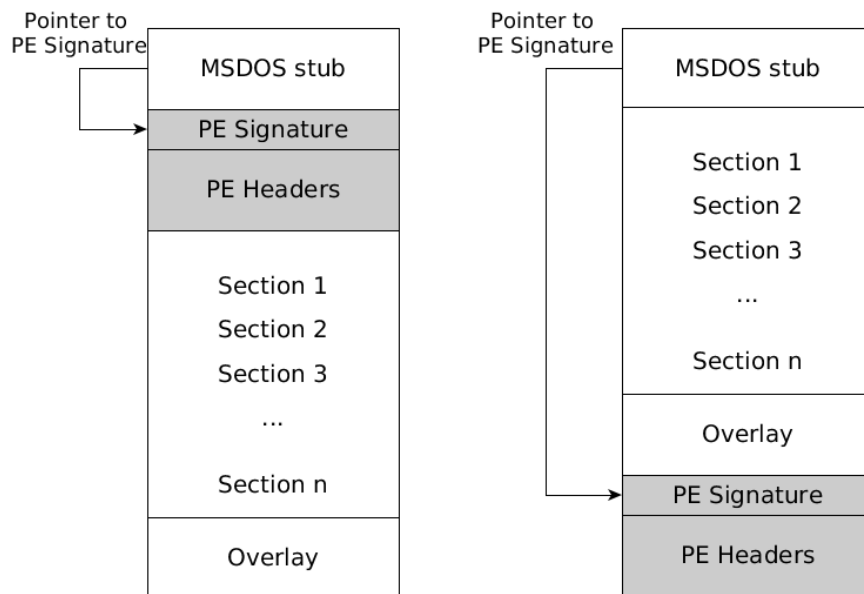 Pointer to
PE Signature
MSDOS stub
PE Signature
PE Headers
Section 1
Section 2
Section 3
...
Section n
Overlay
Pointer to
PE Signature
MSDOS stub
Section 1
Section 2
Section 3
...
Section n
Overlay
PE Signature
PE Headers